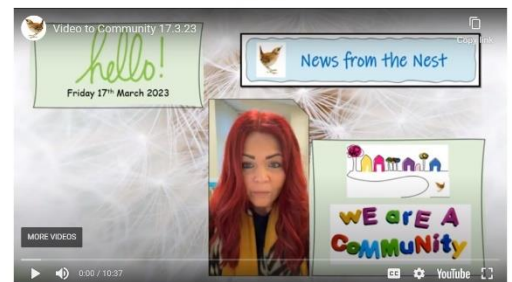 Video to Community 17.3.23
Copy link
hello!
Friday 17th March 2023
News from the Nest
wE arE A
CoMMuNity
MORE VIDEOS
0:00 / 10:37
CC
YouTube